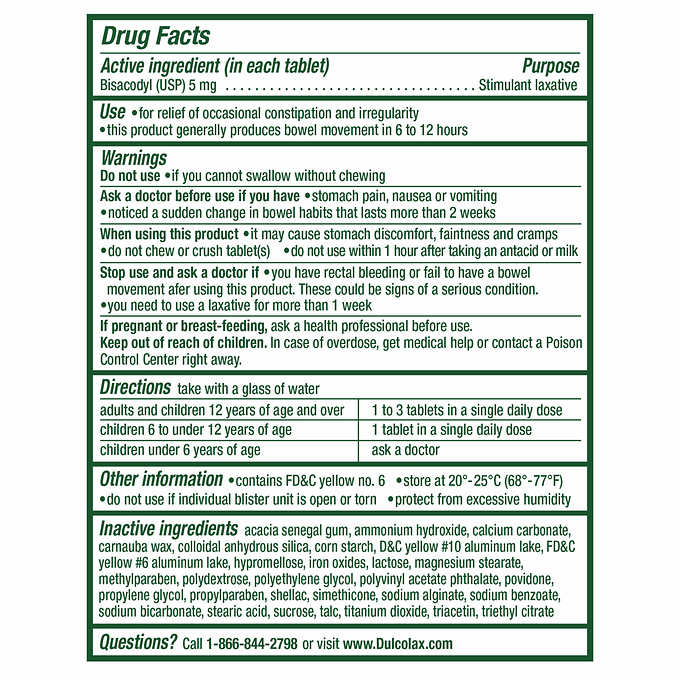 Drug Facts
Active ingredient (in each tablet) Purpose
Bisacodyl (USP) 5 mg . . . . . . . . . . . . . . . . . . . . . . . . . . . . . . . . . . . Stimulant laxative
Use •for relief of occasional constipation and irregularity
•this product generally produces bowel movement in 6 to 12 hours
Warnings
Do not use •if you cannot swallow without chewing
Ask a doctor before use if you have •stomach pain, nausea or vomiting
•noticed a sudden change in bowel habits that lasts more than 2 weeks
When using this product •it may cause stomach discomfort, faintness and cramps
•do not chew or crush tablet(s) •do not use within 1 hour after taking an antacid or milk
Stop use and ask a doctor if •you have rectal bleeding or fail to have a bowel
movement afer using this product. These could be signs of a serious condition.
•you need to use a laxative for more than 1 week
If pregnant or breast-feeding, ask a health professional before use.
Keep out of reach of children. In case of overdose, get medical help or contact a Poison
Control Center right away.
Directions take with a glass of water
adults and children 12 years of age and over 1 to 3 tablets in a single daily dose
children 6 to under 12 years of age 1 tablet in a single daily dose
children under 6 years of age ask a doctor
Other information •contains FD&C yellow no. 6 •store at 20°-25°C (68°-77°F)
•do not use if individual blister unit is open or torn •protect from excessive humidity
Inactive ingredients acacia senegal gum, ammonium hydroxide, calcium carbonate,
carnauba wax, colloidal anhydrous silica, corn starch, D&C yellow #10 aluminum lake, FD&C
yellow #6 aluminum lake, hypromellose, iron oxides, lactose, magnesium stearate,
methylparaben, polydextrose, polyethylene glycol, polyvinyl acetate phthalate, povidone,
propylene glycol, propylparaben, shellac, simethicone, sodium alginate, sodium benzoate,
sodium bicarbonate, stearic acid, sucrose, talc, titanium dioxide, triacetin, triethyl citrate
Questions? Call 1-866-844-2798 or visit www.Dulcolax.com